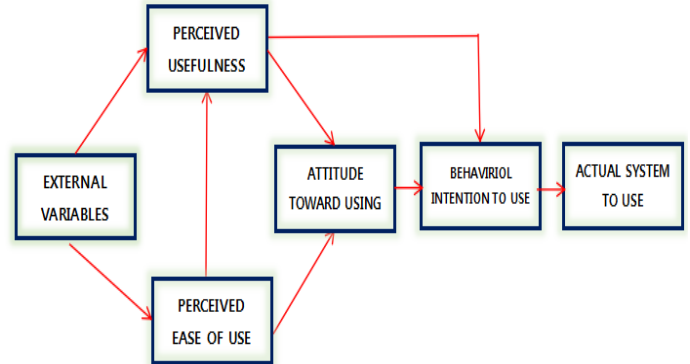 PERCEIVED
USEFULNESS
EXTERNAL
VARIABLES
PERCEIVED
EASE OF USE
ATTITUDE
TOWARD USING
BEHAVIRIOL
INTENTION TO USE
ACTUAL SYSTEM
TO USE